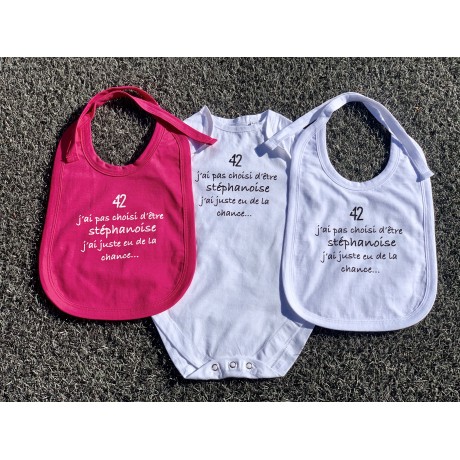 42
j'ai pas choisi d'être
stéphanoise
j'ai juste eu de la
chance...
42
j'ai pas choisi d'être
stéphanoise
j'ai juste eu de la
chance...
42
j'ai pas choisi d'être
stéphanoise
j'ai juste eu de la
chance...